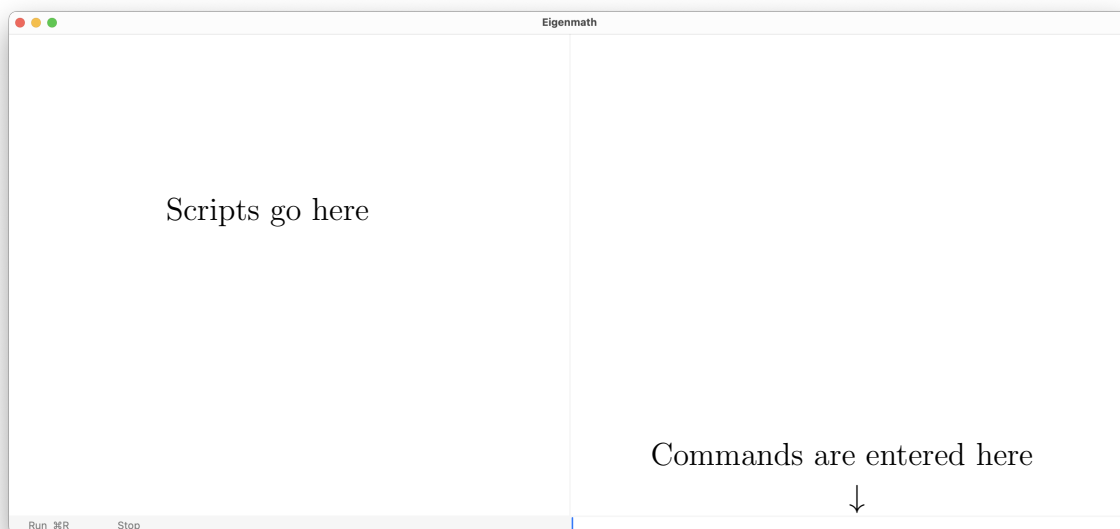 Eigenmath
Scripts go here
Commands are entered here
↓
Run ⌘R Stop